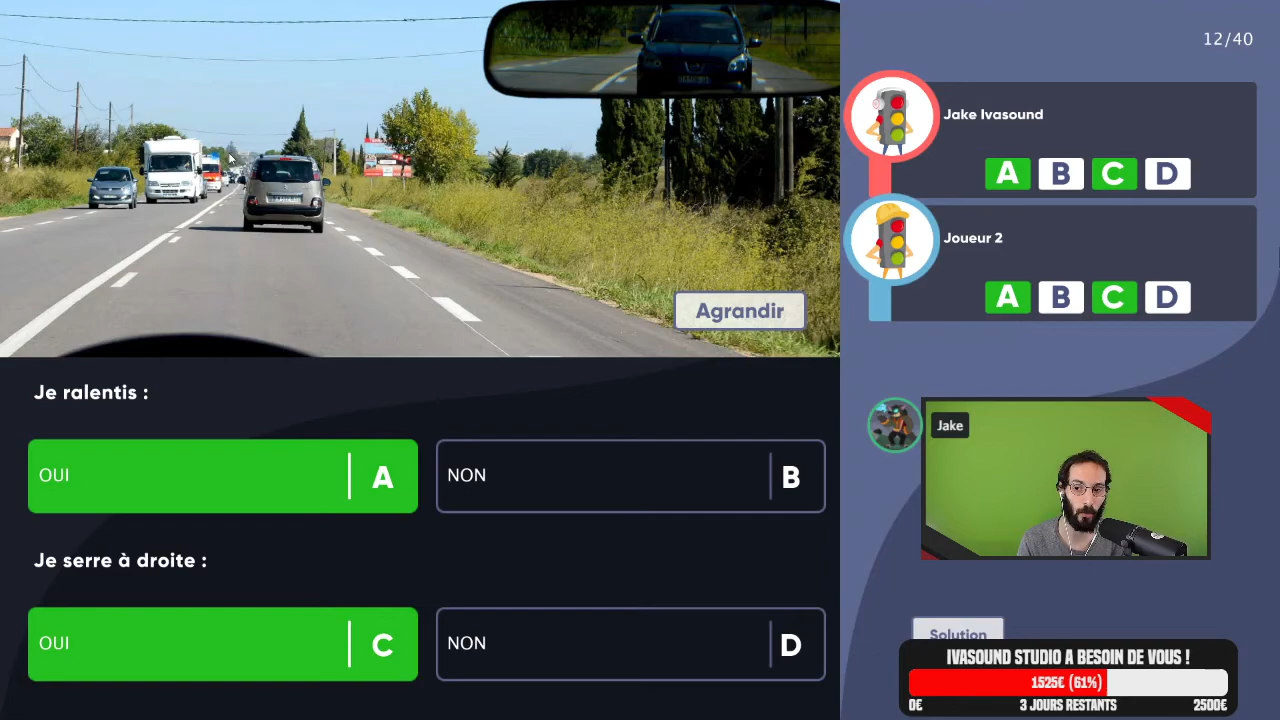 12/40
Jake Ivasound
A B C D
Joueur 2
A B C D
Agrandir
Je ralentis :
OUI A
NON B
Je serre à droite :
OUI C
NON D
Jake
Solution
IVASOUND STUDIO A BESOIN DE VOUS !
1525€ (61%)
0€ 3 JOURS RESTANTS 2500€